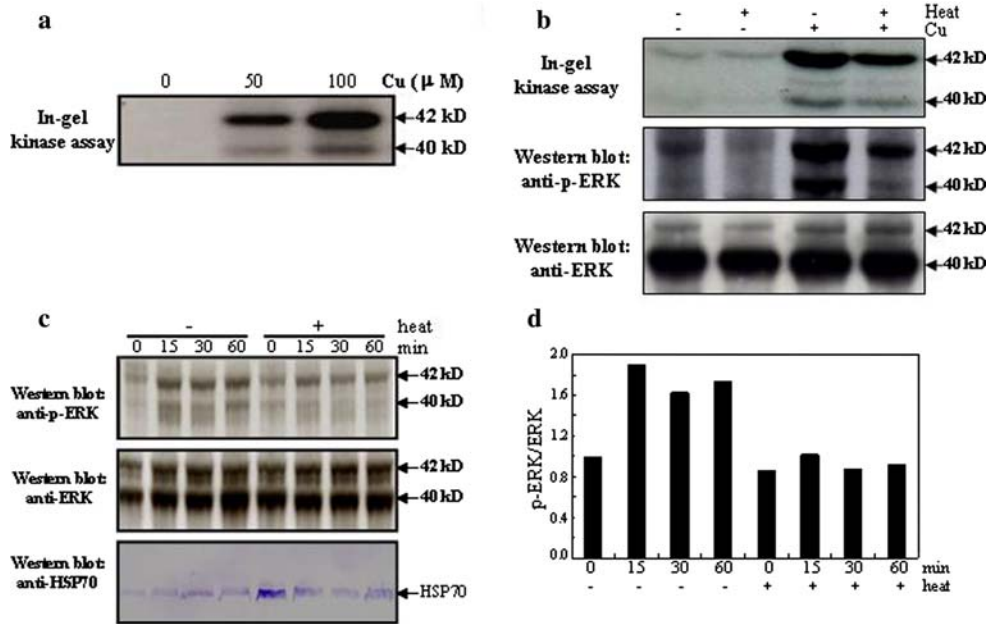 a
0 50 100 Cu (μ M)
In-gel
kinase assay
42 kD
40 kD
b
- + - + Heat
- - + + Cu
In-gel
kinase assay
42 kD
40 kD
Western blot:
anti-p-ERK
42 kD
40 kD
Western blot:
anti-ERK
42 kD
40 kD
c
- + heat
0 15 30 60 0 15 30 60 min
Western blot:
anti-p-ERK
42 kD
40 kD
Western blot:
anti-ERK
42 kD
40 kD
Western blot:
anti-HSP70
HSP70
d
p-ERK/ERK
2.0
1.6
1.2
0.8
0.4
0.0
0 15 30 60 0 15 30 60 min
- - - - + + + + heat